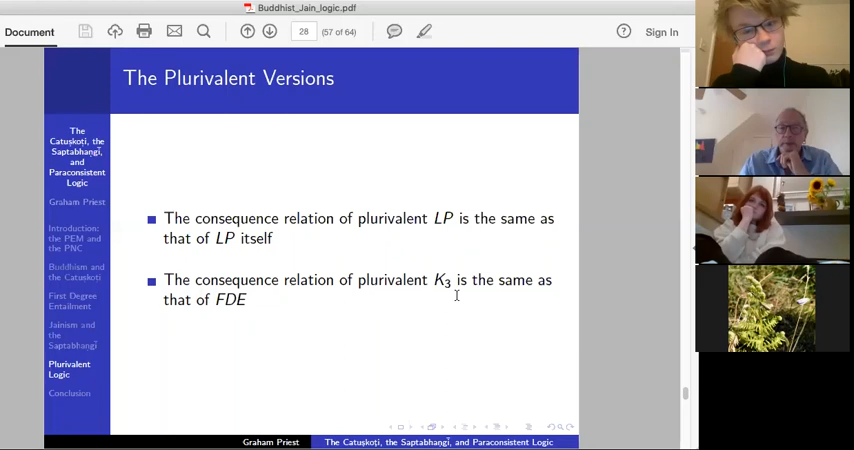 Buddhist_Jain_logic.pdf
Document
28
(57 of 64)
Sign In
The Plurivalent Versions
The
Catuṣkoṭi, the
Saptabhaṅgī,
and
Paraconsistent
Logic
Graham Priest
Introduction:
the PEM and
the PNC
Buddhism and
the Catuskoti
First Degree
Entailment
Jainism and
the
Saptabhaṅgī
Plurivalent
Logic
Conclusion
The consequence relation of plurivalent LP is the same as
that of LP itself
The consequence relation of plurivalent K₃ is the same as
that of FDE
Graham Priest
The Catuṣkoṭi, the Saptabhaṅgī, and Paraconsistent Logic